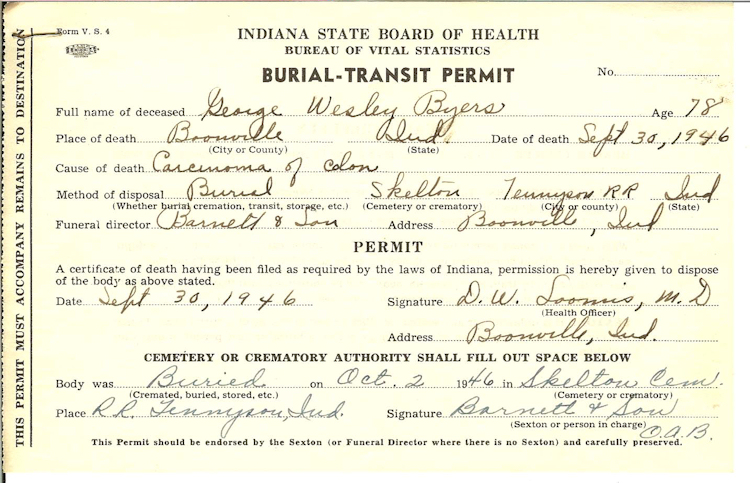 Form V. S. 4
INDIANA STATE BOARD OF HEALTH
BUREAU OF VITAL STATISTICS
BURIAL-TRANSIT PERMIT
No.
Full name of deceased George Wesley Byers Age 78
Place of death Boonville Ind. Date of death Sept 30, 1946
(City or County) (State)
Cause of death Carcinoma of colon
Method of disposal Burial Skelton Tennyson RR Ind
(Whether burial cremation, transit, storage, etc.) (Cemetery or crematory) (City or county) (State)
Funeral director Barnett & Son Address Boonville, Ind
PERMIT
A certificate of death having been filed as required by the laws of Indiana, permission is hereby given to dispose
of the body as above stated.
Date Sept 30, 1946 Signature D. W. Loomis, M. D
(Health Officer)
Address Boonville, Ind.
CEMETERY OR CREMATORY AUTHORITY SHALL FILL OUT SPACE BELOW
Body was Buried on Oct. 2 1946 in Skelton Cem.
(Cremated, buried, stored, etc.) (Cemetery or crematory)
Place R.R. Tennyson, Ind. Signature Barnett & Son
(Sexton or person in charge) O.A.B.
This Permit should be endorsed by the Sexton (or Funeral Director where there is no Sexton) and carefully preserved.
THIS PERMIT MUST ACCOMPANY REMAINS TO DESTINATION